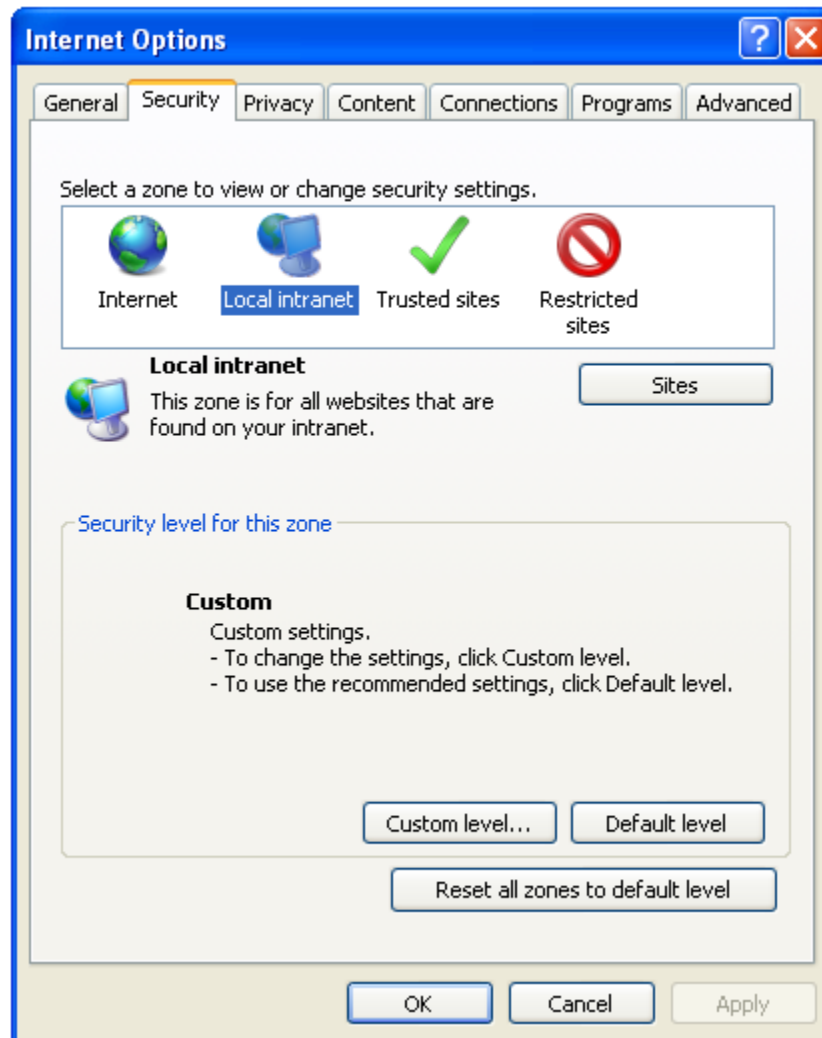 Internet Options
General Security Privacy Content Connections Programs Advanced
Select a zone to view or change security settings.
Internet Local intranet Trusted sites Restricted
sites
Local intranet
Sites
This zone is for all websites that are
found on your intranet.
Security level for this zone
Custom
Custom settings.
- To change the settings, click Custom level.
- To use the recommended settings, click Default level.
Custom level... Default level
Reset all zones to default level
OK Cancel Apply